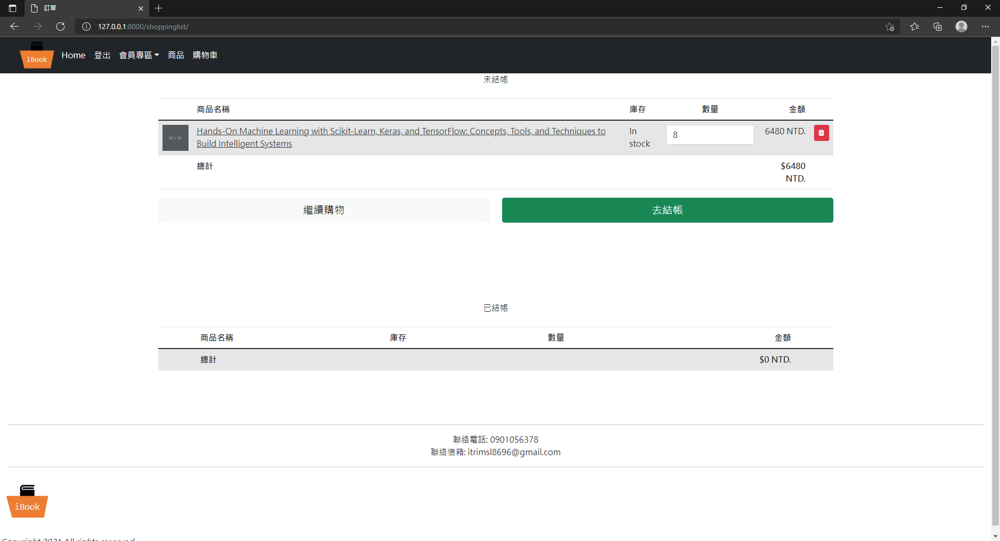 訂單
127.0.0.1:8000/shoppinglist/
iBook
Home 登出 會員專區 商品 購物車
未結帳
商品名稱 庫存 數量 金額
50 × 50
Hands-On Machine Learning with Scikit-Learn, Keras, and TensorFlow: Concepts, Tools, and Techniques to
Build Intelligent Systems
In
stock
8
6480 NTD.
總計
$6480
NTD.
繼續購物
去結帳
已結帳
商品名稱 庫存 數量 金額
總計 $0 NTD.
聯絡電話: 0901056378
聯絡信箱: itrimsl8696@gmail.com
iBook
Copyright 2021 All rights reserved